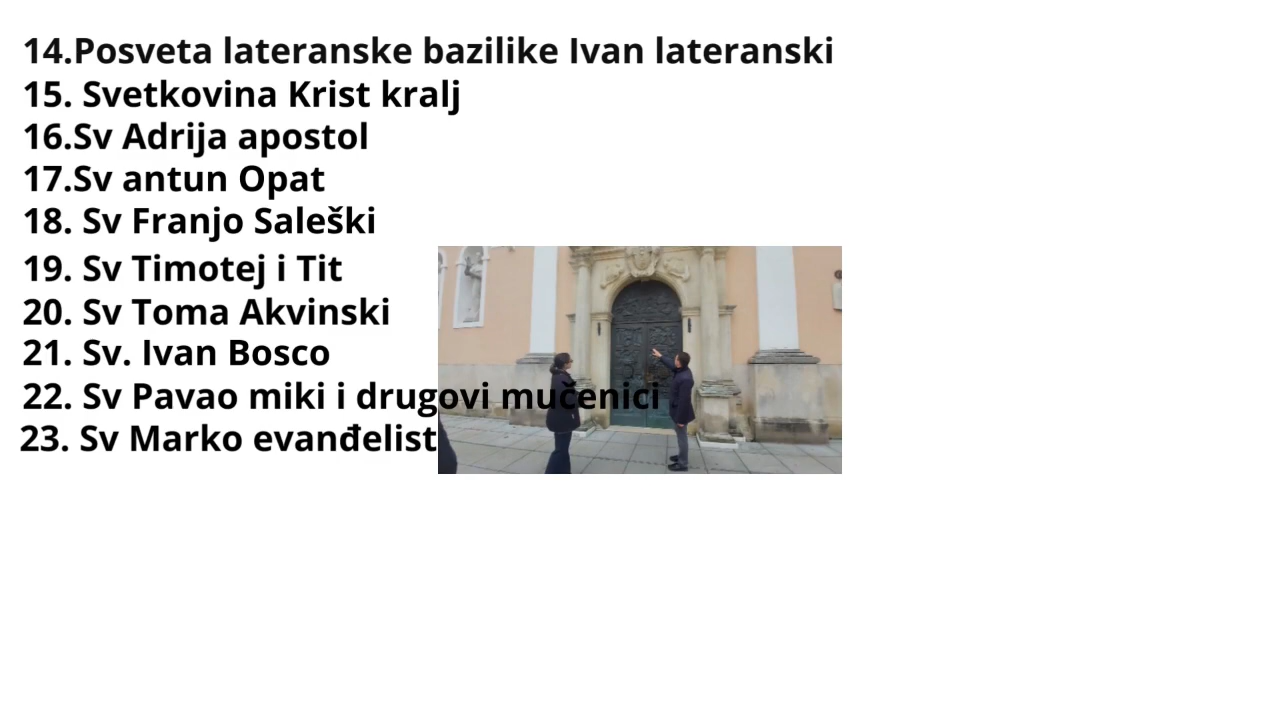 14.Posveta lateranske bazilike Ivan lateranski
15. Svetkovina Krist kralj
16.Sv Adrija apostol
17.Sv antun Opat
18. Sv Franjo Saleški
19. Sv Timotej i Tit
20. Sv Toma Akvinski
21. Sv. Ivan Bosco
22. Sv Pavao miki i drugovi mučenici
23. Sv Marko evanđelist